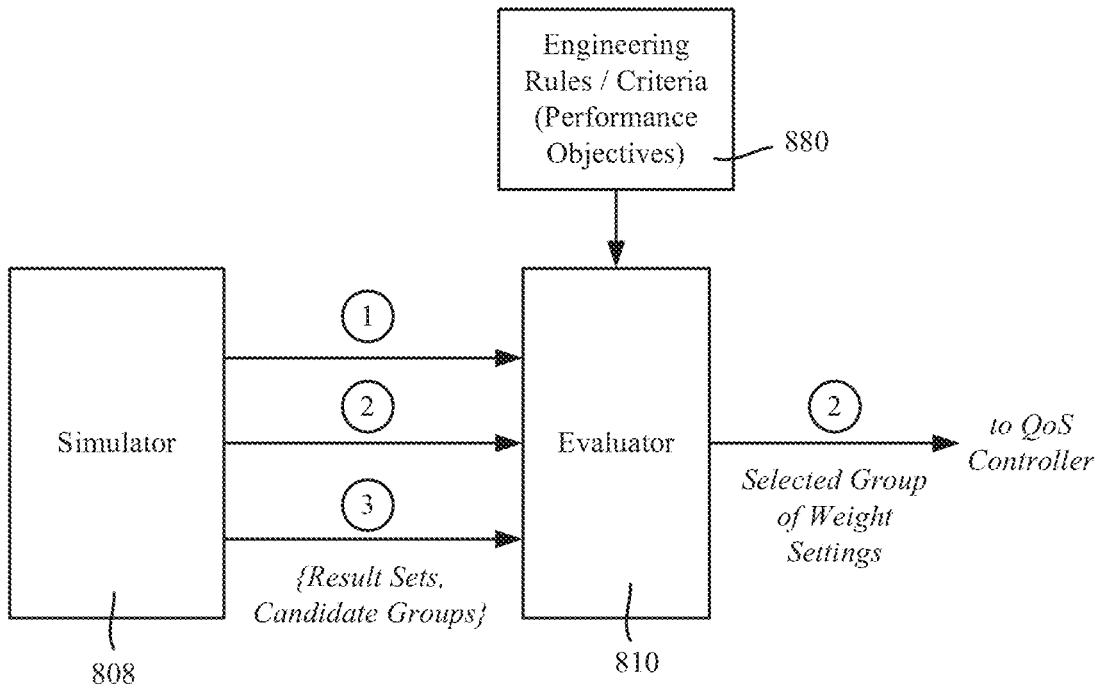 Engineering
Rules / Criteria
(Performance
Objectives)
880
1
2
3
Simulator
Evaluator
2
to QoS
Controller
Selected Group
of Weight
Settings
{Result Sets,
Candidate Groups}
808
810